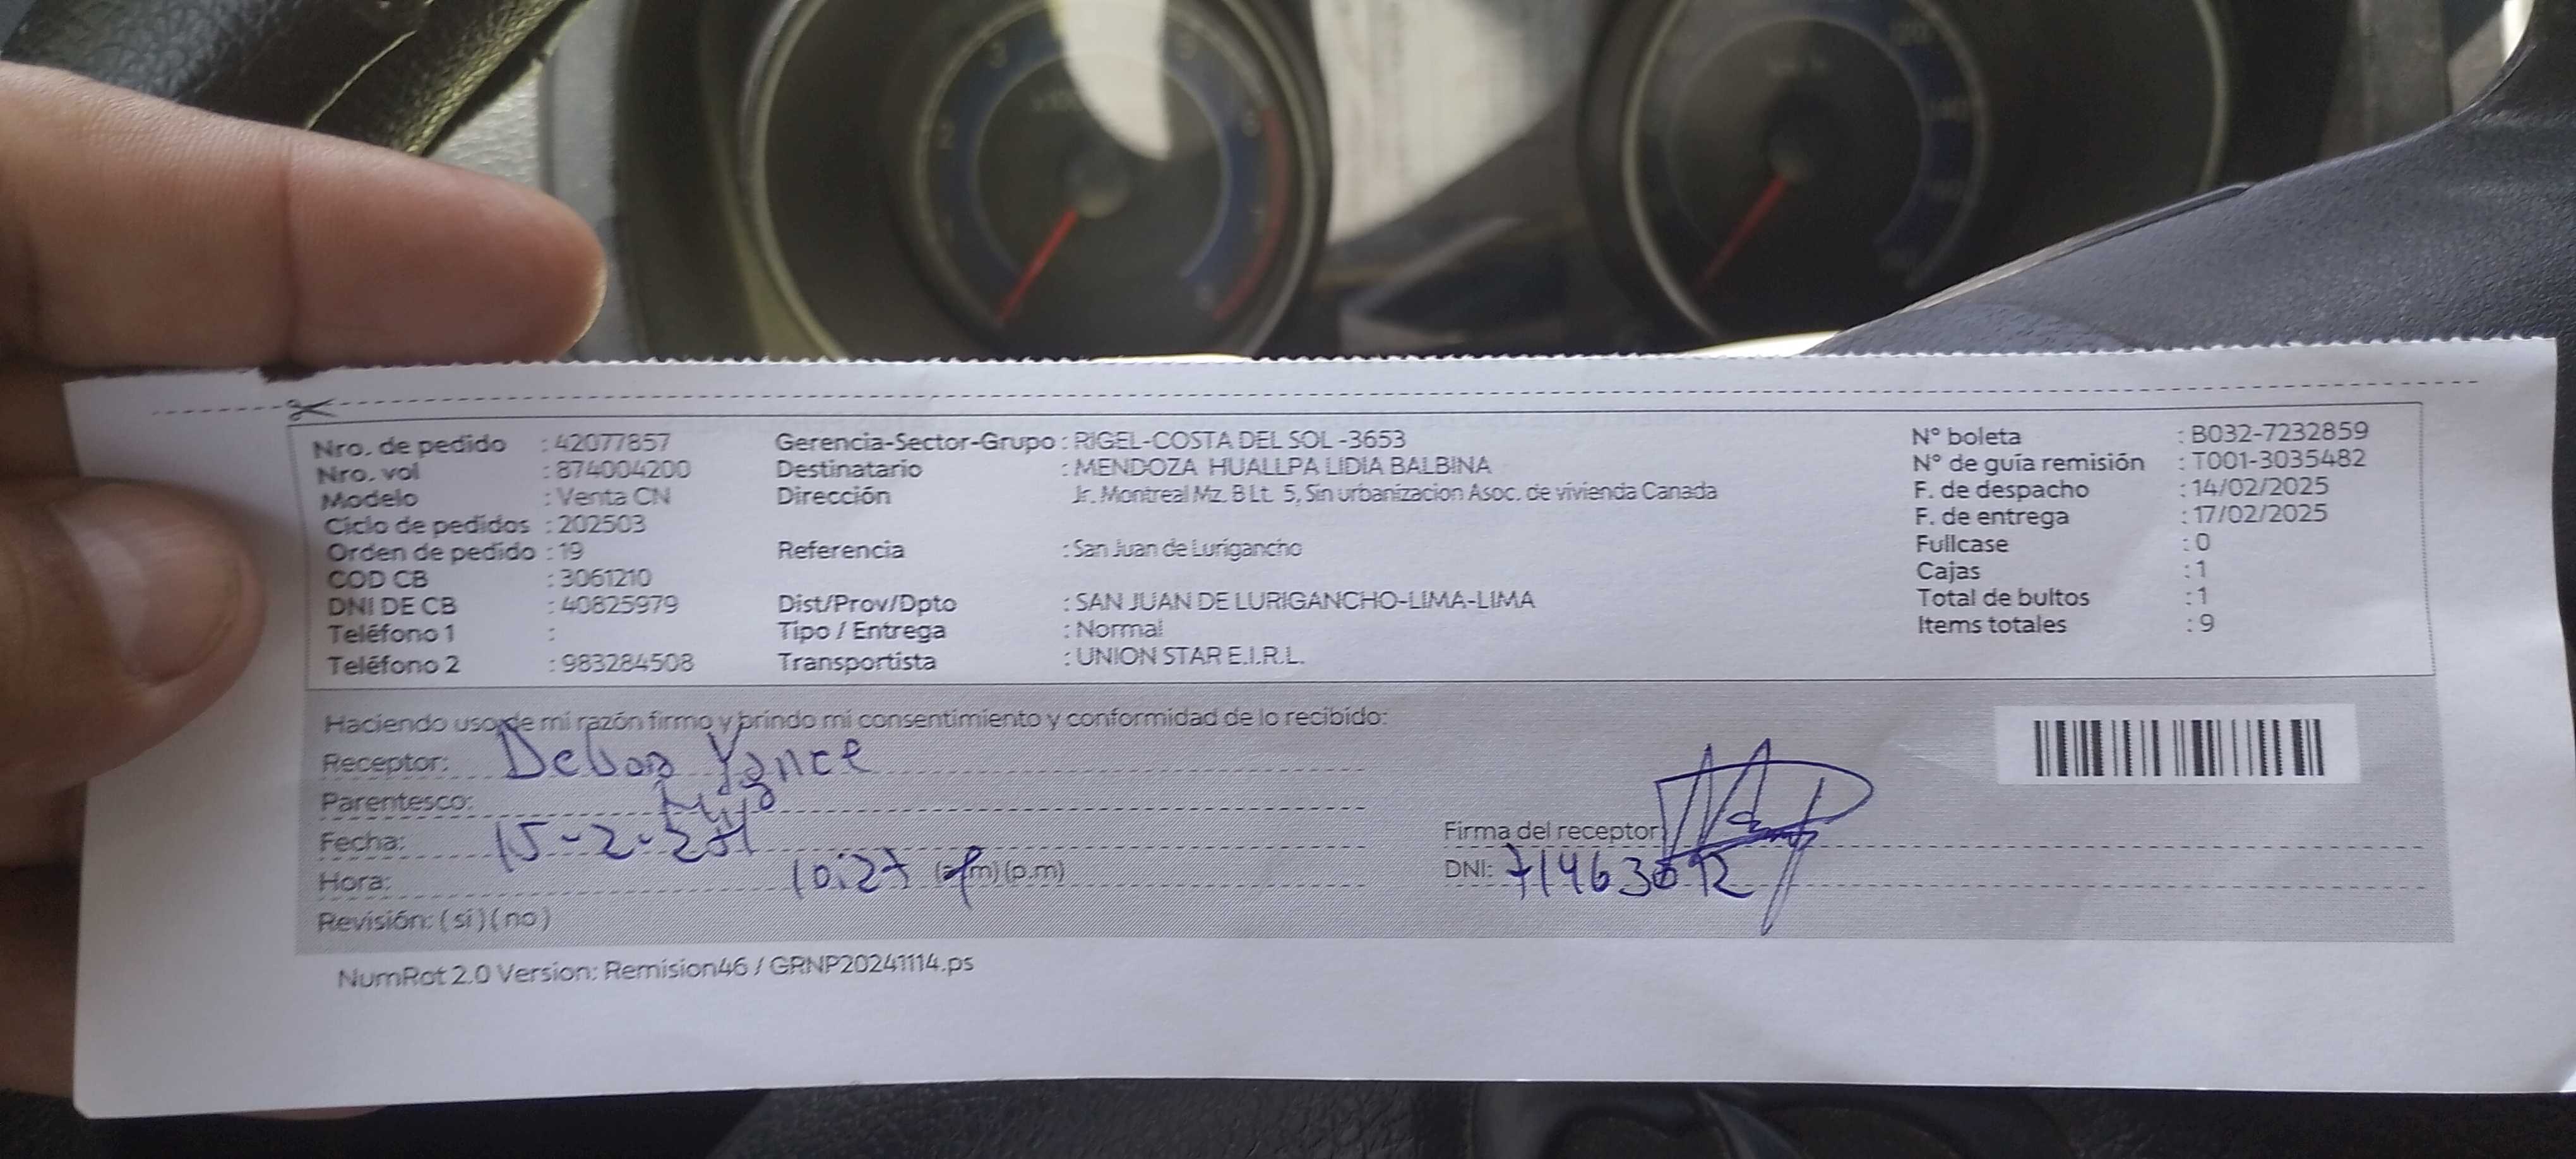 Nro. de pedido : 42077857
Nro. vol : 874004200
Modelo : Venta CN
Ciclo de pedidos : 202503
Orden de pedido : 19
COD CB : 3061210
DNI DE CB : 40825979
Teléfono 1 :
Teléfono 2 : 983284508
Gerencia-Sector-Grupo : RIGEL-COSTA DEL SOL -3653
Destinatario : MENDOZA HUALLPA LIDIA BALBINA
Dirección Jr. Montreal Mz. B Lt. 5, Sin urbanizacion Asoc. de vivienda Canada
Referencia : San Juan de Lurigancho
Dist/Prov/Dpto : SAN JUAN DE LURIGANCHO-LIMA-LIMA
Tipo / Entrega : Normal
Transportista : UNION STAR E.I.R.L.
N° boleta : B032-7232859
N° de guía remisión : T001-3035482
F. de despacho : 14/02/2025
F. de entrega : 17/02/2025
Fullcase : 0
Cajas : 1
Total de bultos : 1
Items totales : 9
Haciendo uso de mi razón firmo y brindo mi consentimiento y conformidad de lo recibido:
Receptor: Yance
Parentesco:
Fecha: 15-2-
Hora: 10:27 (a.m)(p.m)
Revisión: (si)(no)
Firma del receptor
DNI:
NumRot 2.0 Version: Remision46 / GRNP20241114.ps